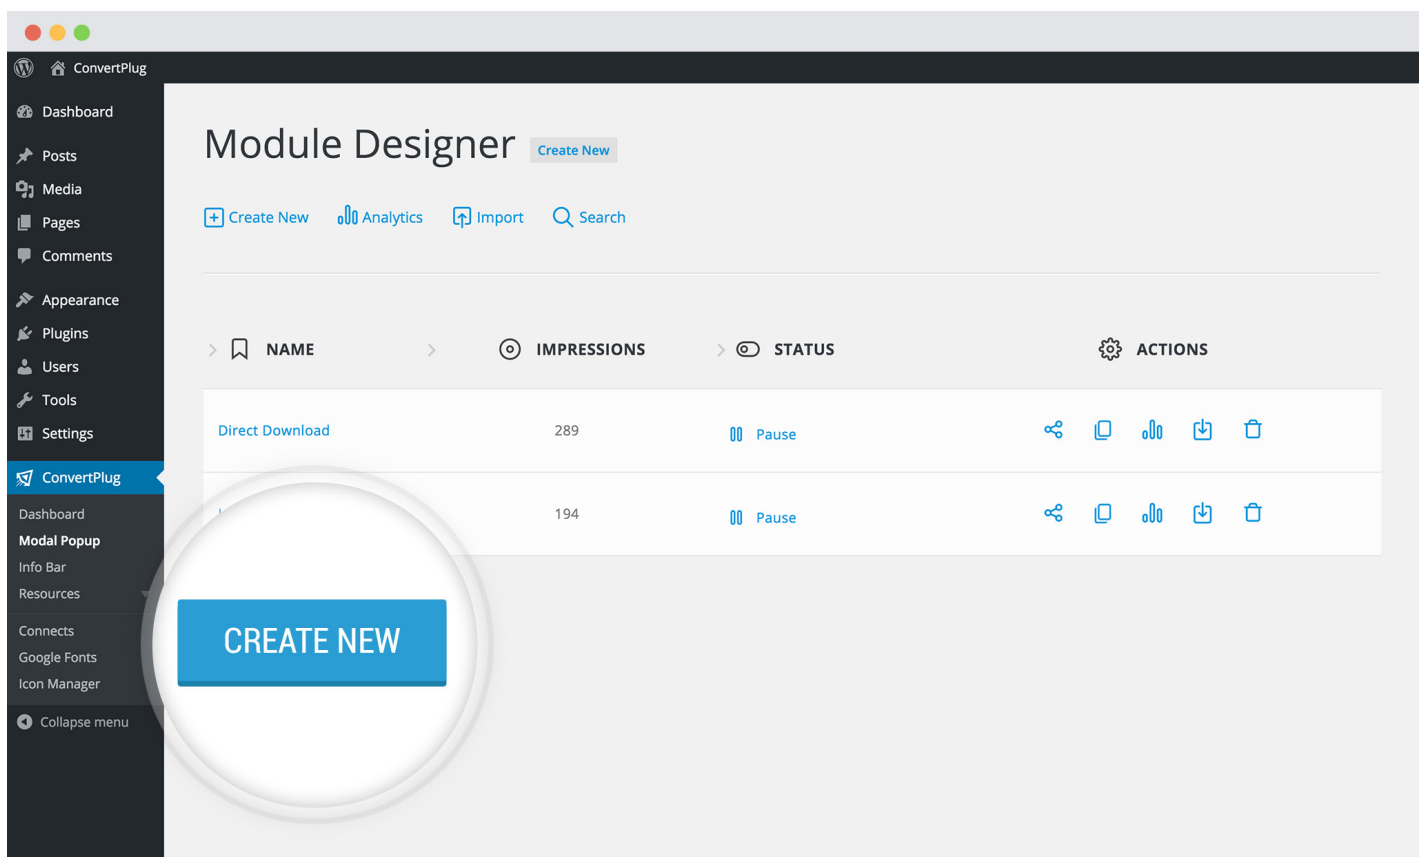 ConvertPlug
Dashboard
Posts
Media
Pages
Comments
Appearance
Plugins
Users
Tools
Settings
ConvertPlug
Dashboard
Modal Popup
Info Bar
Resources
Connects
Google Fonts
Icon Manager
Collapse menu
Module Designer Create New
Create New Analytics Import Search
NAME IMPRESSIONS STATUS ACTIONS
Direct Download 289 Pause
194 Pause
CREATE NEW